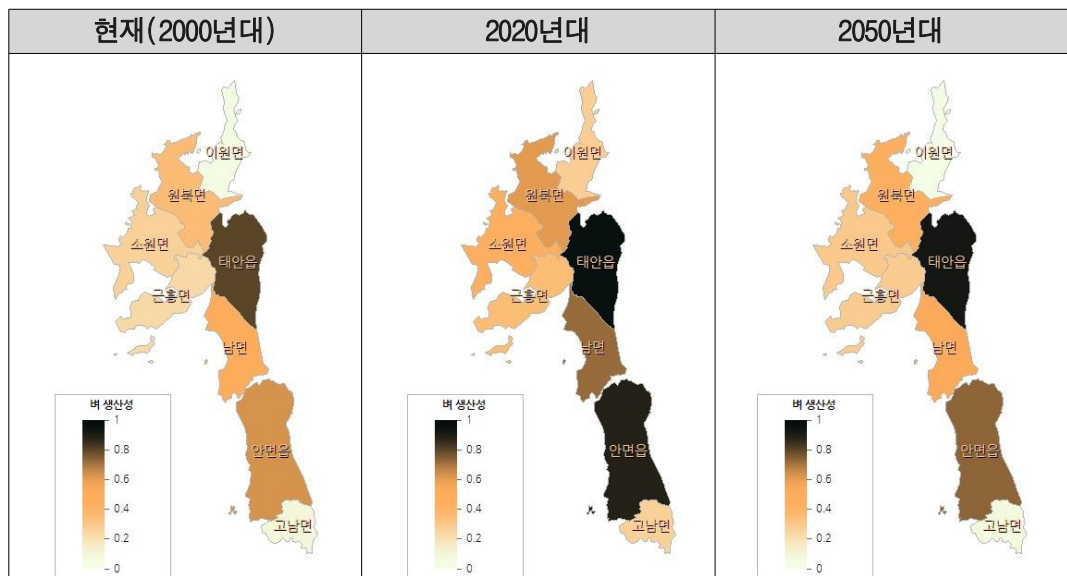 현재(2000년대)
2020년대
2050년대
이원면
원북면
소원면
태안읍
근흥면
남면
안면읍
고남면
벼 생산성
1
0.8
0.6
0.4
0.2
0
이원면
원북면
소원면
태안읍
근흥면
남면
안면읍
고남면
벼 생산성
1
0.8
0.6
0.4
0.2
0
이원면
원북면
소원면
태안읍
근흥면
남면
안면읍
고남면
벼 생산성
1
0.8
0.6
0.4
0.2
0